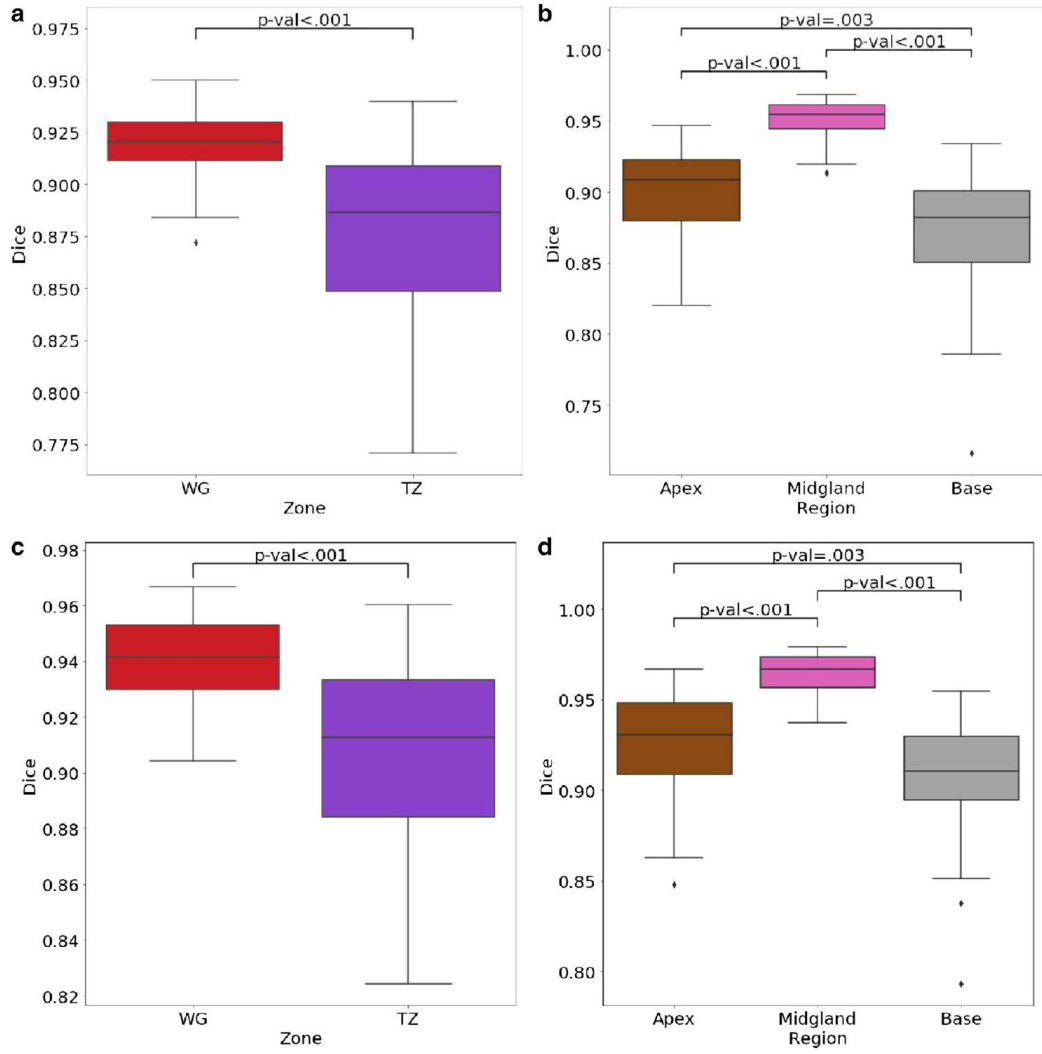 a
p-val<.001
0.975
0.950
0.925
0.900
0.875
0.850
0.825
0.800
0.775
Dice
WG
TZ
Zone
b
p-val=.003
p-val<.001
p-val<.001
1.00
0.95
0.90
0.85
0.80
0.75
Dice
Apex
Midgland
Base
Region
c
p-val<.001
0.98
0.96
0.94
0.92
0.90
0.88
0.86
0.84
0.82
Dice
WG
TZ
Zone
d
p-val=.003
p-val<.001
p-val<.001
1.00
0.95
0.90
0.85
0.80
Dice
Apex
Midgland
Base
Region